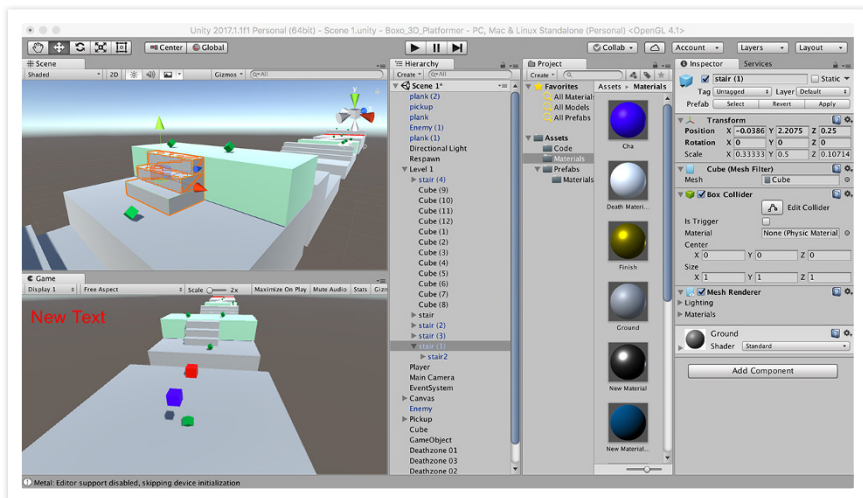 Unity 2017.1.1f1 Personal (64bit) - Scene 1.unity - Boxo_3D_Platformer - PC, Mac & Linux Standalone (Personal) <OpenGL 4.1>
Center Global Collab Account Layers Layout
Scene
Shaded 2D Gizmos All
Game
Display 1 Free Aspect Scale 2x Maximize On Play Mute Audio Stats Gizm
New Text
Hierarchy
Create All
Scene 1*
plank (2)
pickup
plank
Enemy (1)
plank (1)
Directional Light
Respawn
Level 1
stair (4)
Cube (9)
Cube (10)
Cube (11)
Cube (12)
Cube (1)
Cube (2)
Cube (3)
Cube (4)
Cube (5)
Cube (6)
Cube (7)
Cube (8)
stair
stair (2)
stair (3)
stair (1)
stair2
Player
Main Camera
EventSystem
Canvas
Enemy
Pickup
Cube
GameObject
Deathzone 01
Deathzone 03
Deathzone 02
Project
Create
Favorites
All Material
All Models
All Prefabs
Assets
Code
Materials
Prefabs
Materials
Assets Materials
Cha
Death Materi...
Finish
Ground
New Material
New Material...
Inspector Services
stair (1) Static
Tag Untagged Layer Default
Prefab Select Revert Apply
Transform
Position X -0.0386 Y 2.2075 Z 0.25
Rotation X 0 Y 0 Z 0
Scale X 0.33333 Y 0.5 Z 0.10714
Cube (Mesh Filter)
Mesh Cube
Box Collider
Edit Collider
Is Trigger
Material None (Physic Material)
Center
X 0 Y 0 Z 0
Size
X 1 Y 1 Z 1
Mesh Renderer
Lighting
Materials
Ground
Shader Standard
Add Component
Metal: Editor support disabled, skipping device initialization